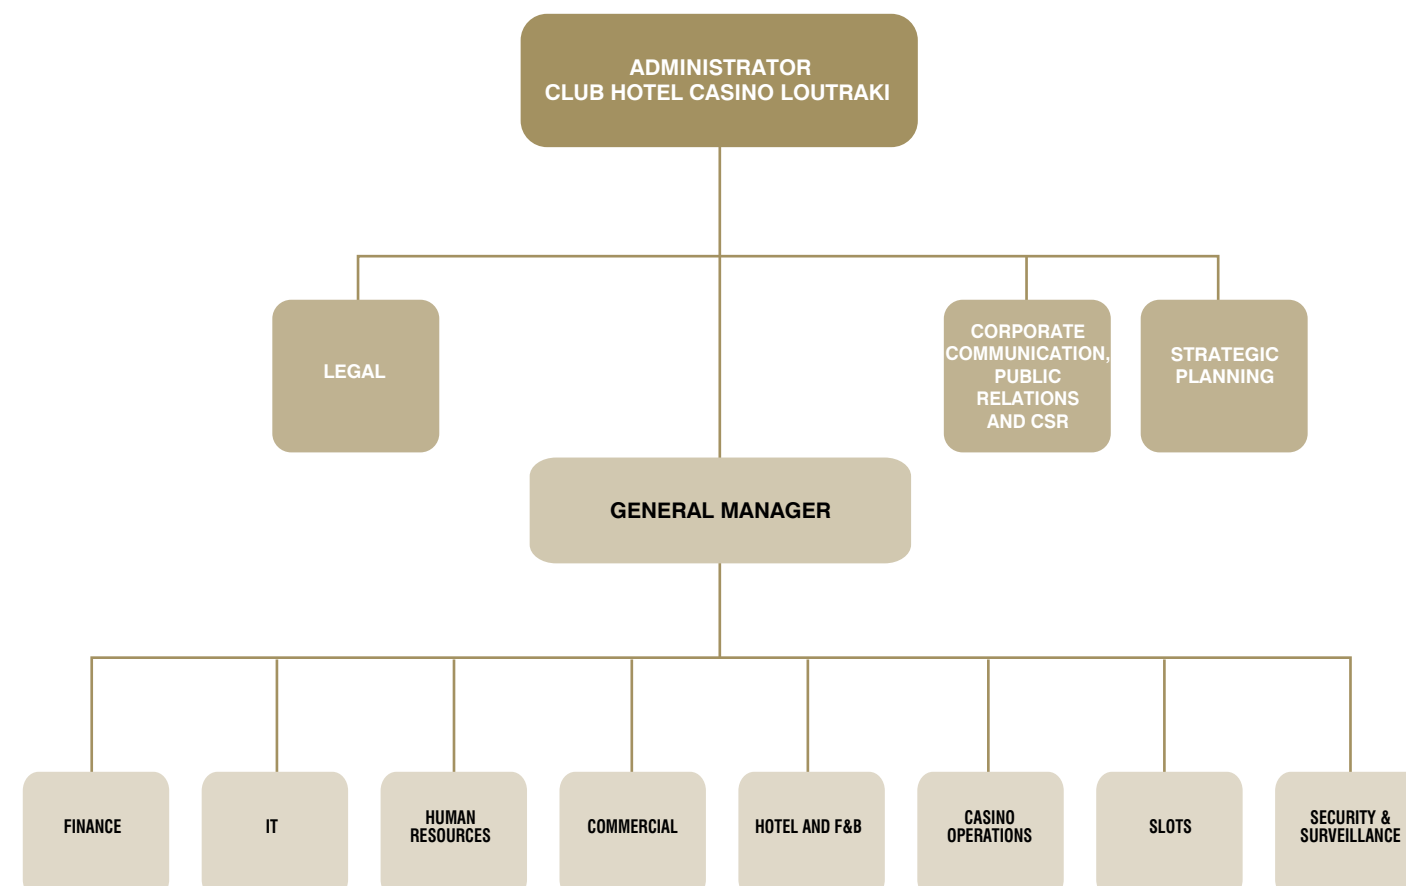 ADMINISTRATOR
CLUB HOTEL CASINO LOUTRAKI
LEGAL
CORPORATE
COMMUNICATION,
PUBLIC
RELATIONS
AND CSR
STRATEGIC
PLANNING
GENERAL MANAGER
FINANCE
IT
HUMAN
RESOURCES
COMMERCIAL
HOTEL AND F&B
CASINO
OPERATIONS
SLOTS
SECURITY &
SURVEILLANCE